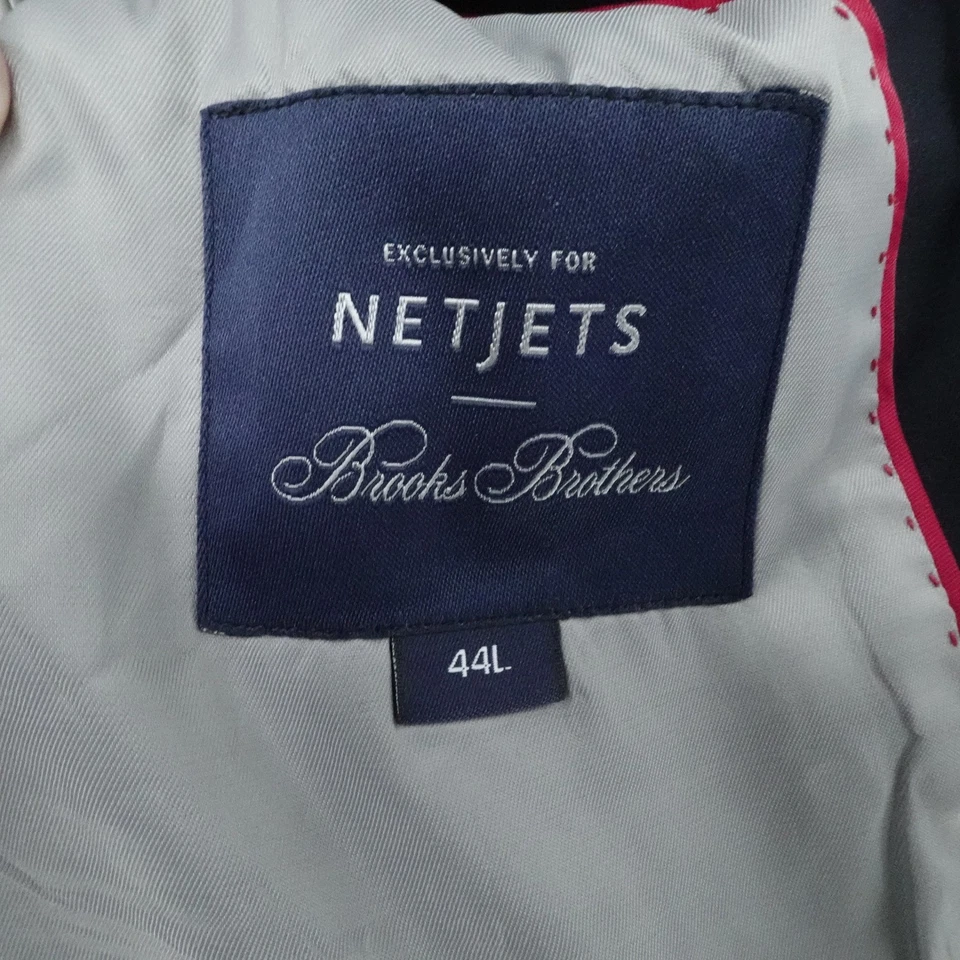 EXCLUSIVELY FOR
NETJETS
Brooks Brothers
44L